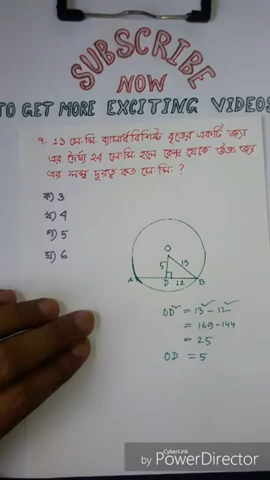 SUBSCRIBE
NOW
TO GET MORE EXCITING VIDEOS
৭. 13 সে.মি ব্যাসার্ধবিশিষ্ট বৃত্তের একটি জ্যা
এর দৈর্ঘ্য 24 সে.মি হলে কেন্দ্র থেকে উক্ত জ্যা
এর লম্ব দূরত্ব কত সে.মি. ?
ক) 3
খ) 4
গ) 5
ঘ) 6
O
5
13
A
D
12
B
OD² = 13² - 12²
= 169 - 144
= 25
OD = 5
CyberLink
by PowerDirector